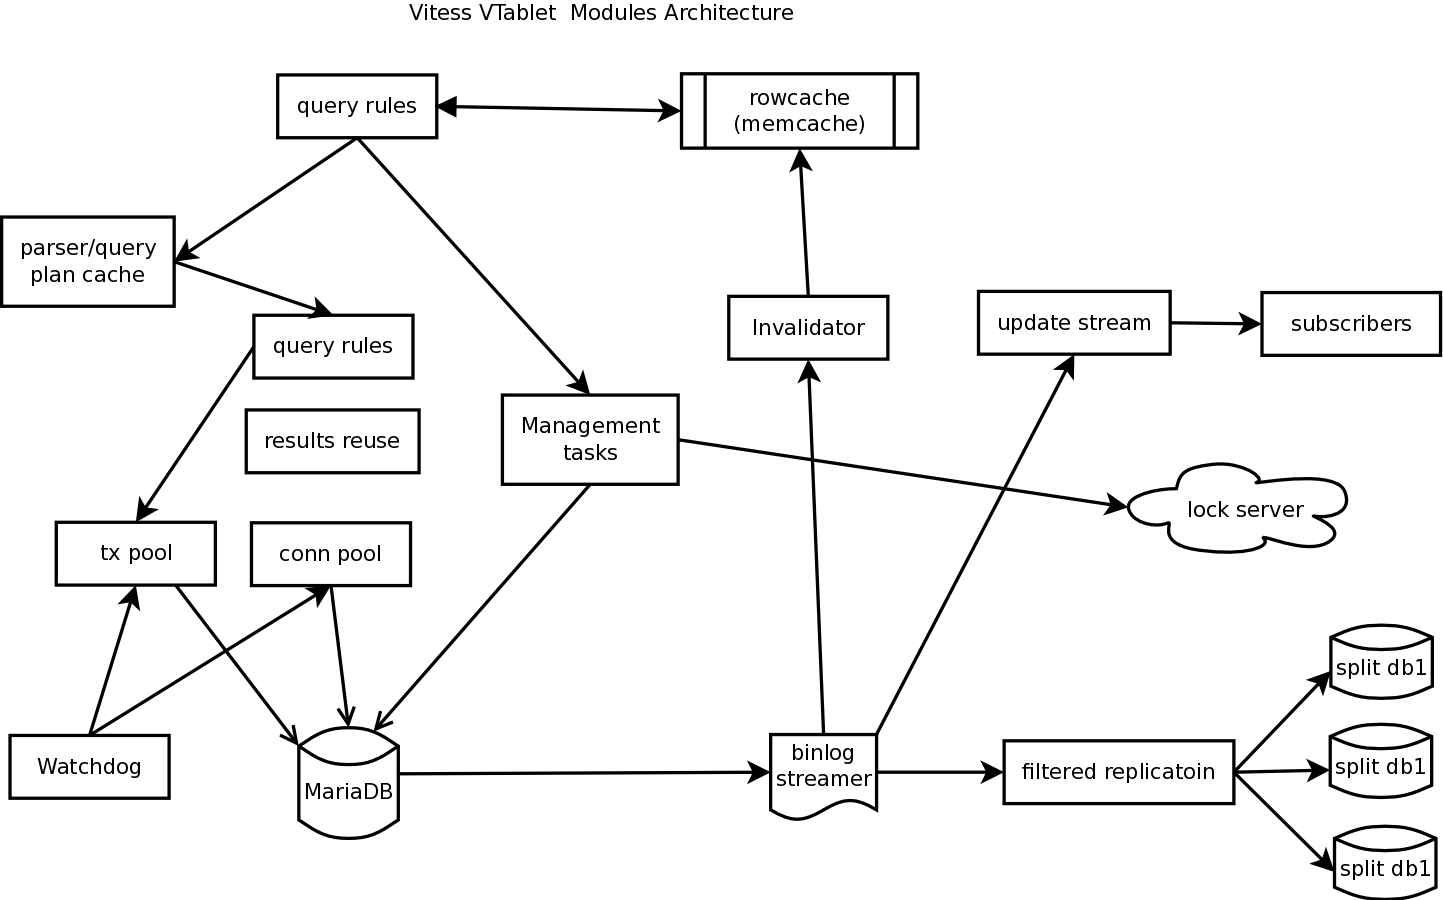 Vitess VTablet  Modules Architecture
query rules
rowcache
(memcache)
parser/query
plan cache
query rules
Invalidator
update stream
subscribers
results reuse
Management
tasks
lock server
tx pool
conn pool
Watchdog
MariaDB
binlog
streamer
filtered replicatoin
split db1
split db1
split db1